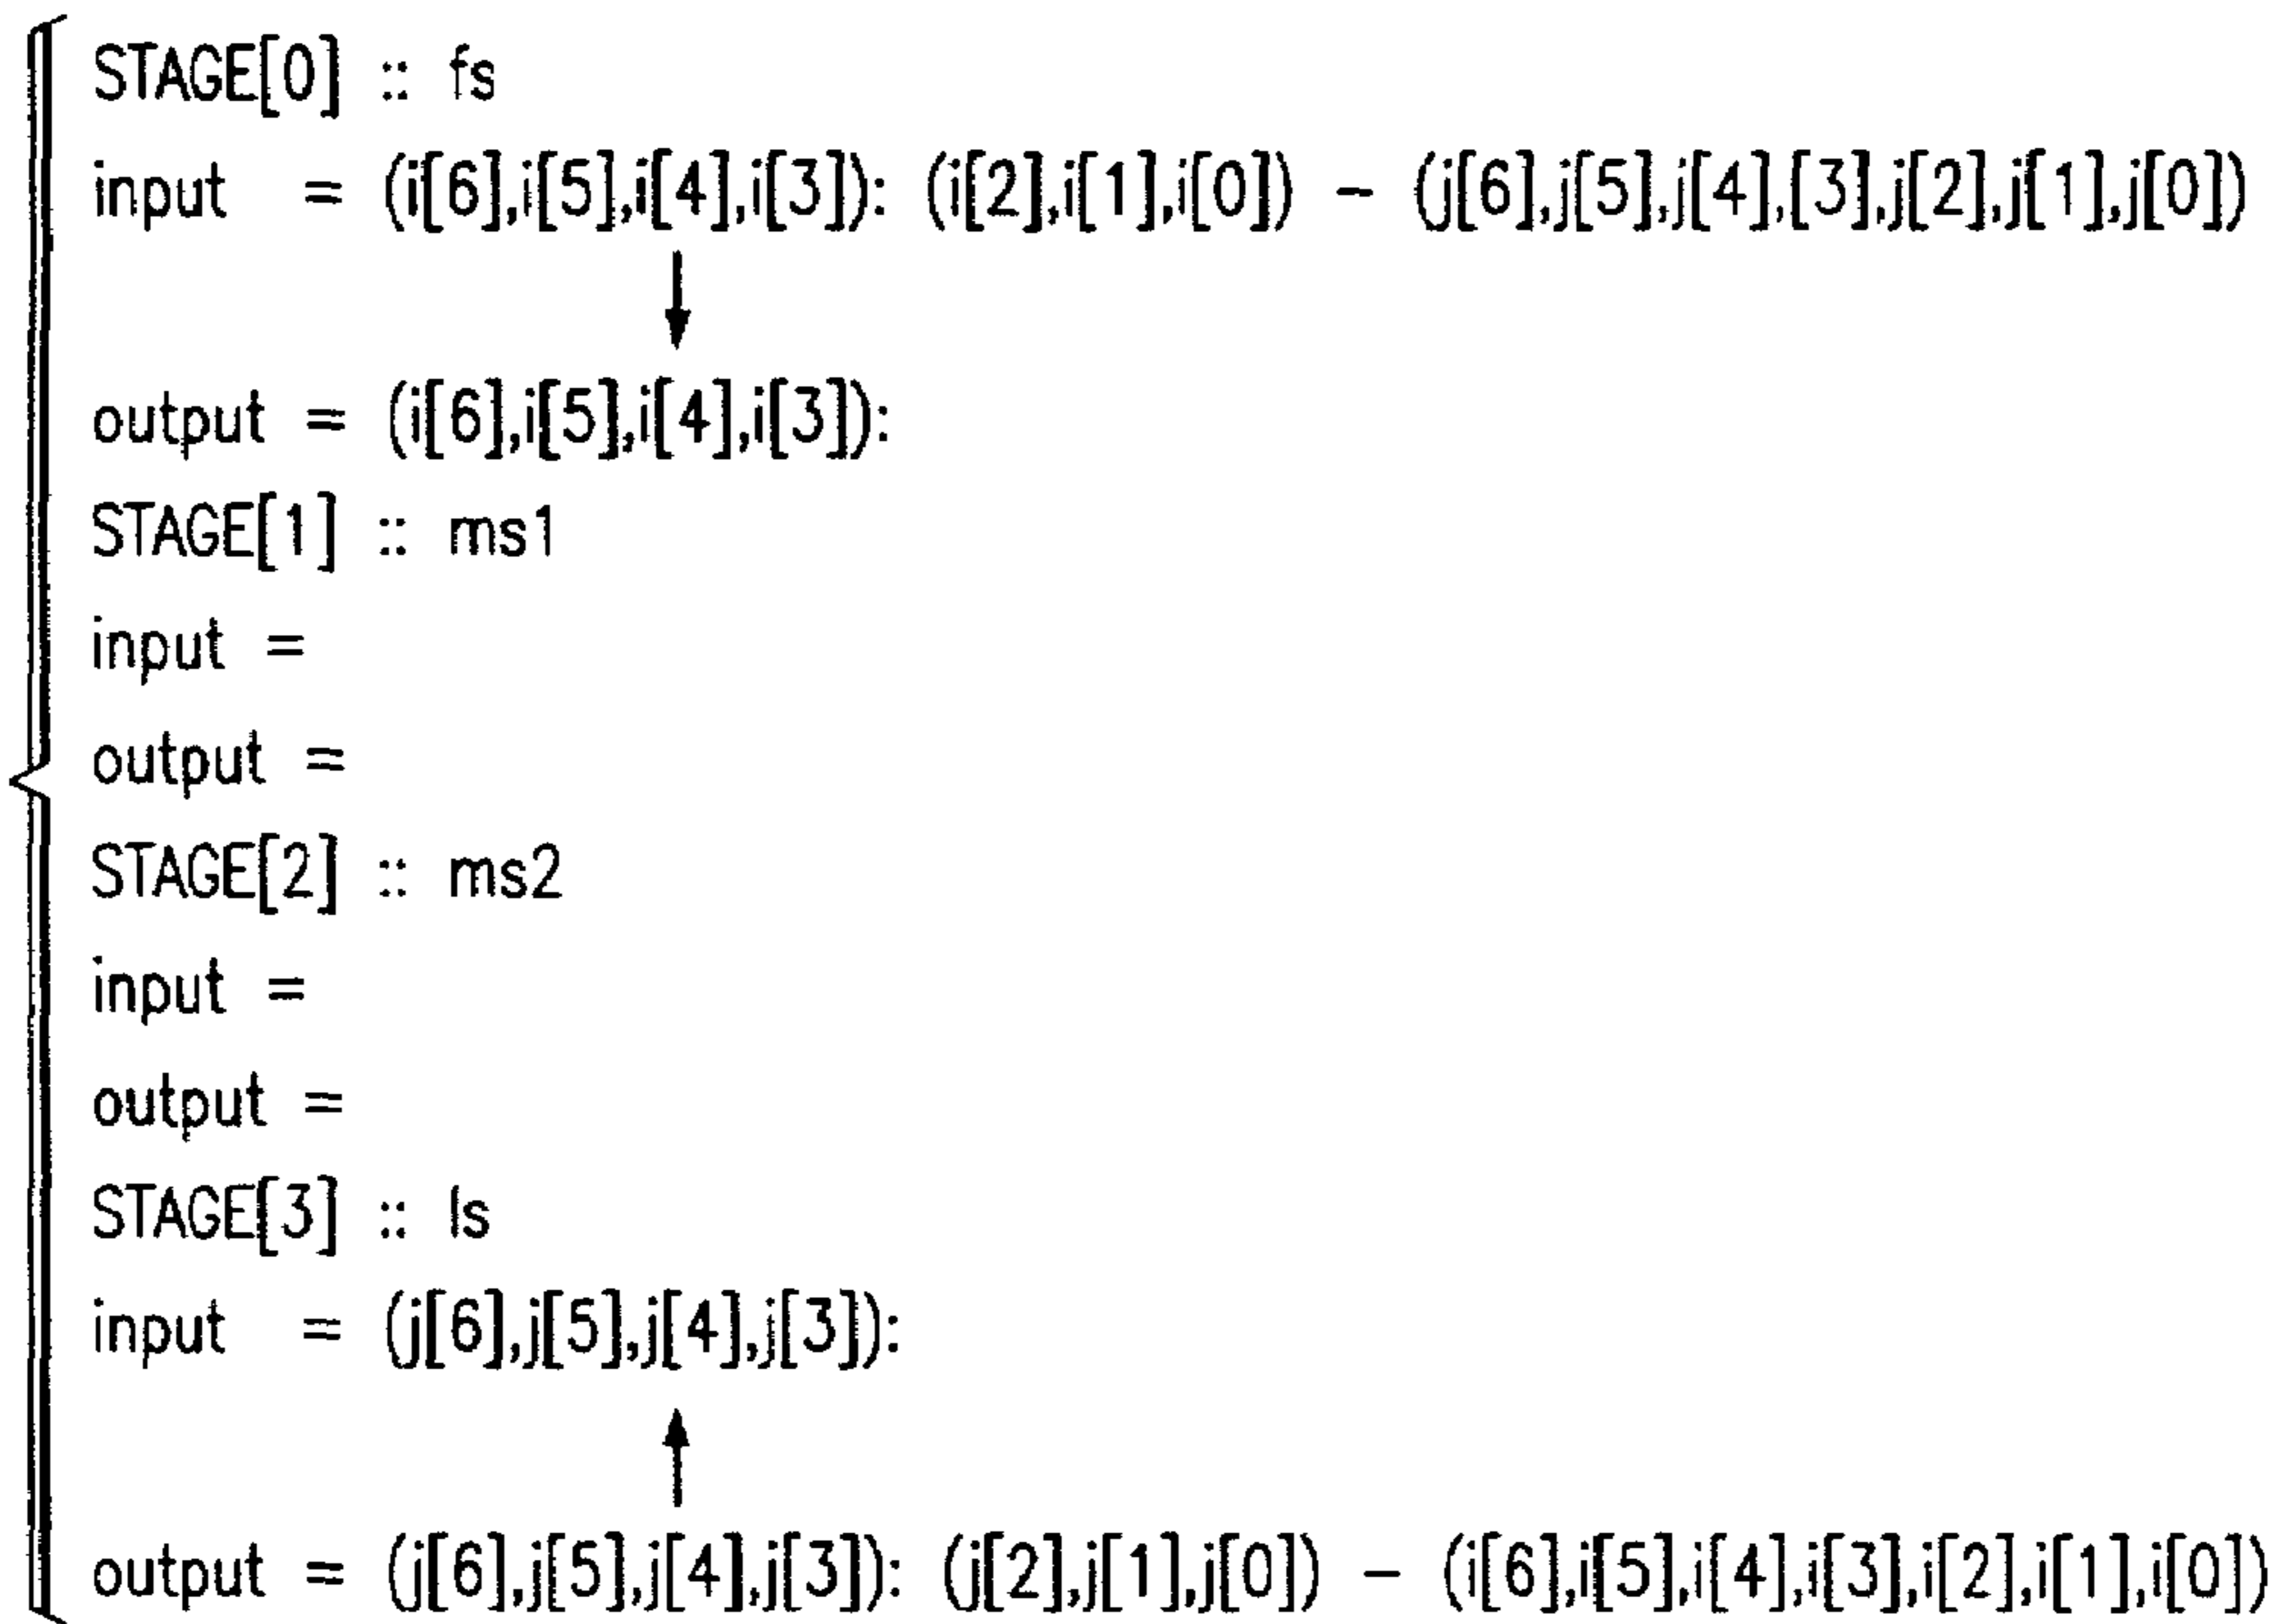 STAGE[0] :: fs
input = (i[6],i[5],i[4],i[3]): (i[2],i[1],i[0]) – (j[6],j[5],j[4],[3],j[2],j[1],j[0])
output = (i[6],i[5],i[4],i[3]):
STAGE[1] :: ms1
input =
output =
STAGE[2] :: ms2
input =
output =
STAGE[3] :: ls
input = (j[6],j[5],j[4],j[3]):
output = (j[6],j[5],j[4],j[3]): (j[2],j[1],j[0]) – (i[6],i[5],i[4],i[3],i[2],i[1],i[0])